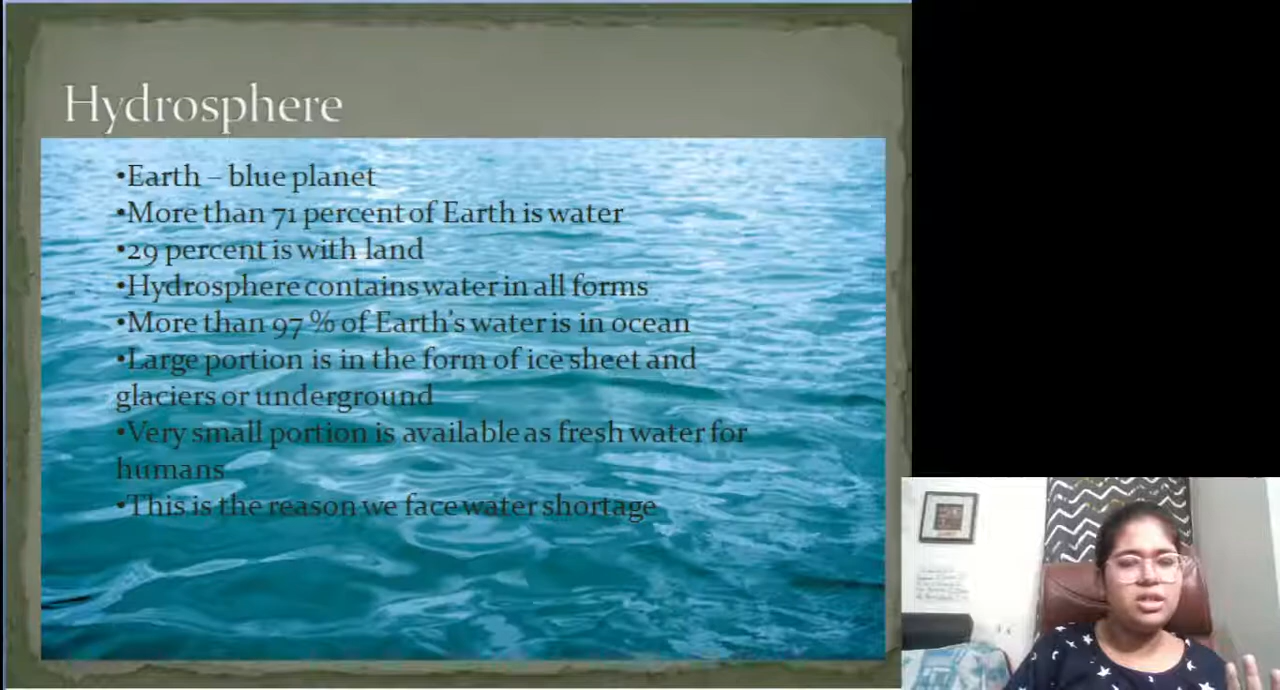 Hydrosphere
•Earth – blue planet
•More than 71 percent of Earth is water
•29 percent is with land
•Hydrosphere contains water in all forms
•More than 97 % of Earth's water is in ocean
•Large portion is in the form of ice sheet and
glaciers or underground
•Very small portion is available as fresh water for
humans
•This is the reason we face water shortage